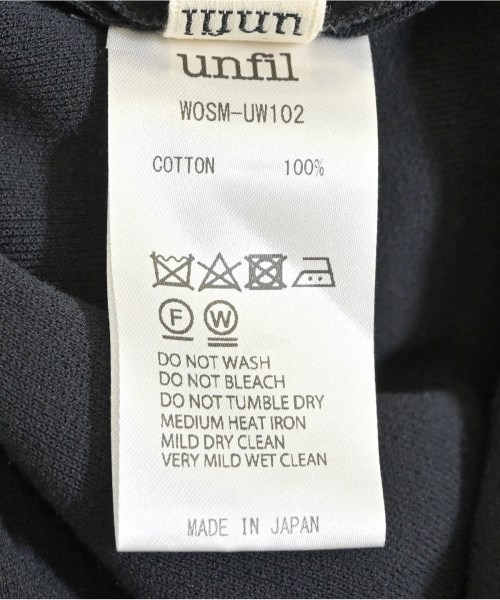 unfil
unfil
WOSM-UW102
COTTON 100%
F W
DO NOT WASH
DO NOT BLEACH
DO NOT TUMBLE DRY
MEDIUM HEAT IRON
MILD DRY CLEAN
VERY MILD WET CLEAN
MADE IN JAPAN